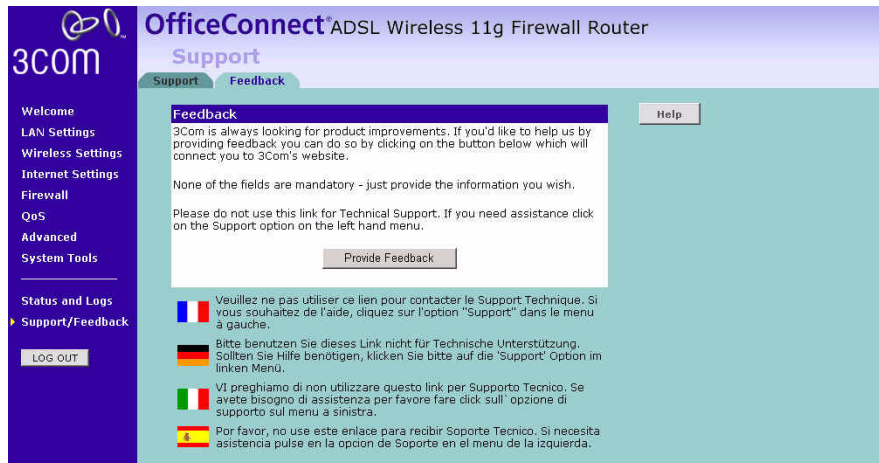 OfficeConnect® ADSL Wireless 11g Firewall Router
3COM
Support
Support Feedback
Welcome
LAN Settings
Wireless Settings
Internet Settings
Firewall
QoS
Advanced
System Tools
Status and Logs
Support/Feedback
LOG OUT
Feedback
3Com is always looking for product improvements. If you'd like to help us by
providing feedback you can do so by clicking on the button below which will
connect you to 3Com's website.
None of the fields are mandatory - just provide the information you wish.
Please do not use this link for Technical Support. If you need assistance click
on the Support option on the left hand menu.
Provide Feedback
Veuillez ne pas utiliser ce lien pour contacter le Support Technique. Si
vous souhaitez de l'aide, cliquez sur l'option "Support" dans le menu
à gauche.
Bitte benutzen Sie dieses Link nicht für Technische Unterstützung.
Sollten Sie Hilfe benötigen, klicken Sie bitte auf die 'Support' Option im
linken Menü.
VI preghiamo di non utilizzare questo link per Supporto Tecnico. Se
avete bisogno di assistenza per favore fare click sull` opzione di
supporto sul menu a sinistra.
Por favor, no use este enlace para recibir Soporte Tecnico. Si necesita
asistencia pulse en la opcion de Soporte en el menu de la izquierda.
Help